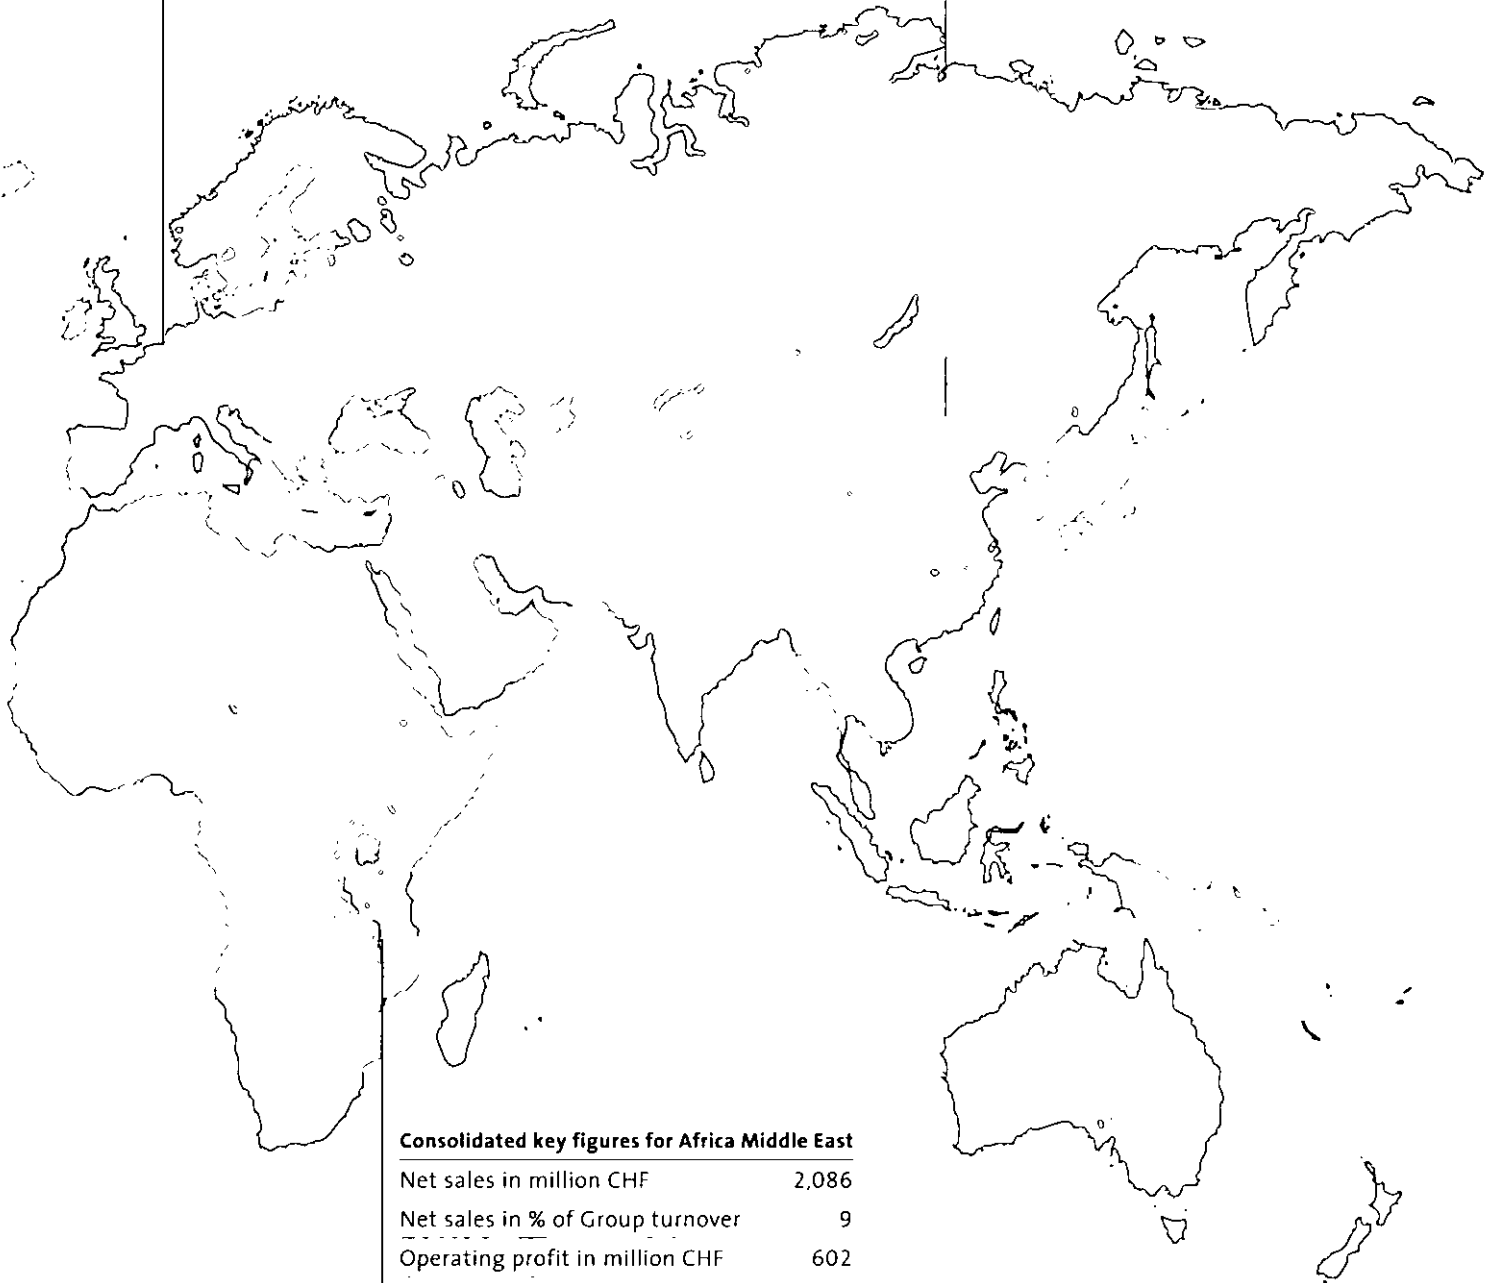 Consolidated key figures for Africa Middle East
Net sales in million CHF 2,086
Net sales in % of Group turnover 9
Operating profit in million CHF 602